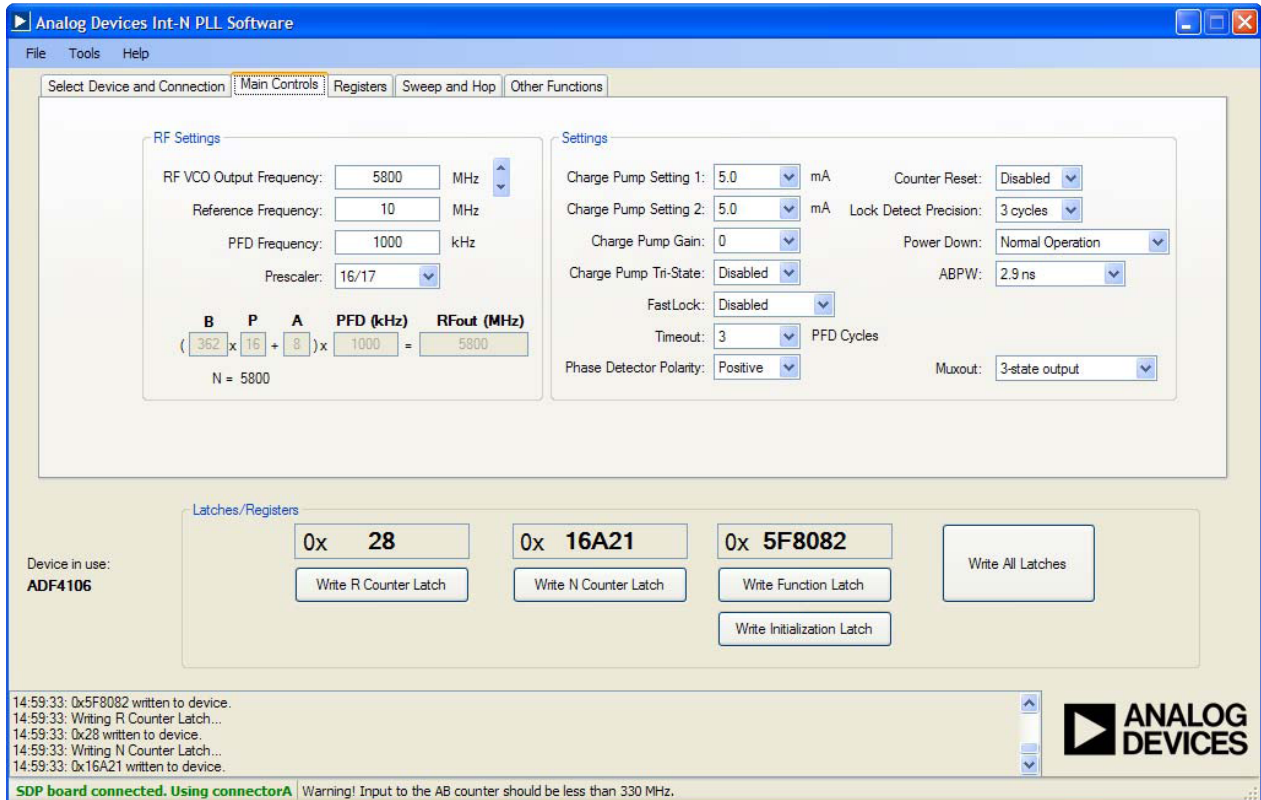 Analog Devices Int-N PLL Software
File Tools Help
Select Device and Connection Main Controls Registers Sweep and Hop Other Functions
RF Settings
RF VCO Output Frequency: 5800 MHz
Reference Frequency: 10 MHz
PFD Frequency: 1000 kHz
Prescaler: 16/17
B P A PFD (kHz) RFout (MHz)
( 362 x 16 + 8 ) x 1000 = 5800
N = 5800
Settings
Charge Pump Setting 1: 5.0 mA
Charge Pump Setting 2: 5.0 mA
Charge Pump Gain: 0
Charge Pump Tri-State: Disabled
FastLock: Disabled
Timeout: 3 PFD Cycles
Phase Detector Polarity: Positive
Counter Reset: Disabled
Lock Detect Precision: 3 cycles
Power Down: Normal Operation
ABPW: 2.9 ns
Muxout: 3-state output
Latches/Registers
0x 28 0x 16A21 0x 5F8082
Write R Counter Latch Write N Counter Latch Write Function Latch
Write Initialization Latch
Write All Latches
Device in use:
ADF4106
14:59:33: 0x5F8082 written to device.
14:59:33: Writing R Counter Latch...
14:59:33: 0x28 written to device.
14:59:33: Writing N Counter Latch...
14:59:33: 0x16A21 written to device.
ANALOG
DEVICES
SDP board connected. Using connectorA Warning! Input to the AB counter should be less than 330 MHz.